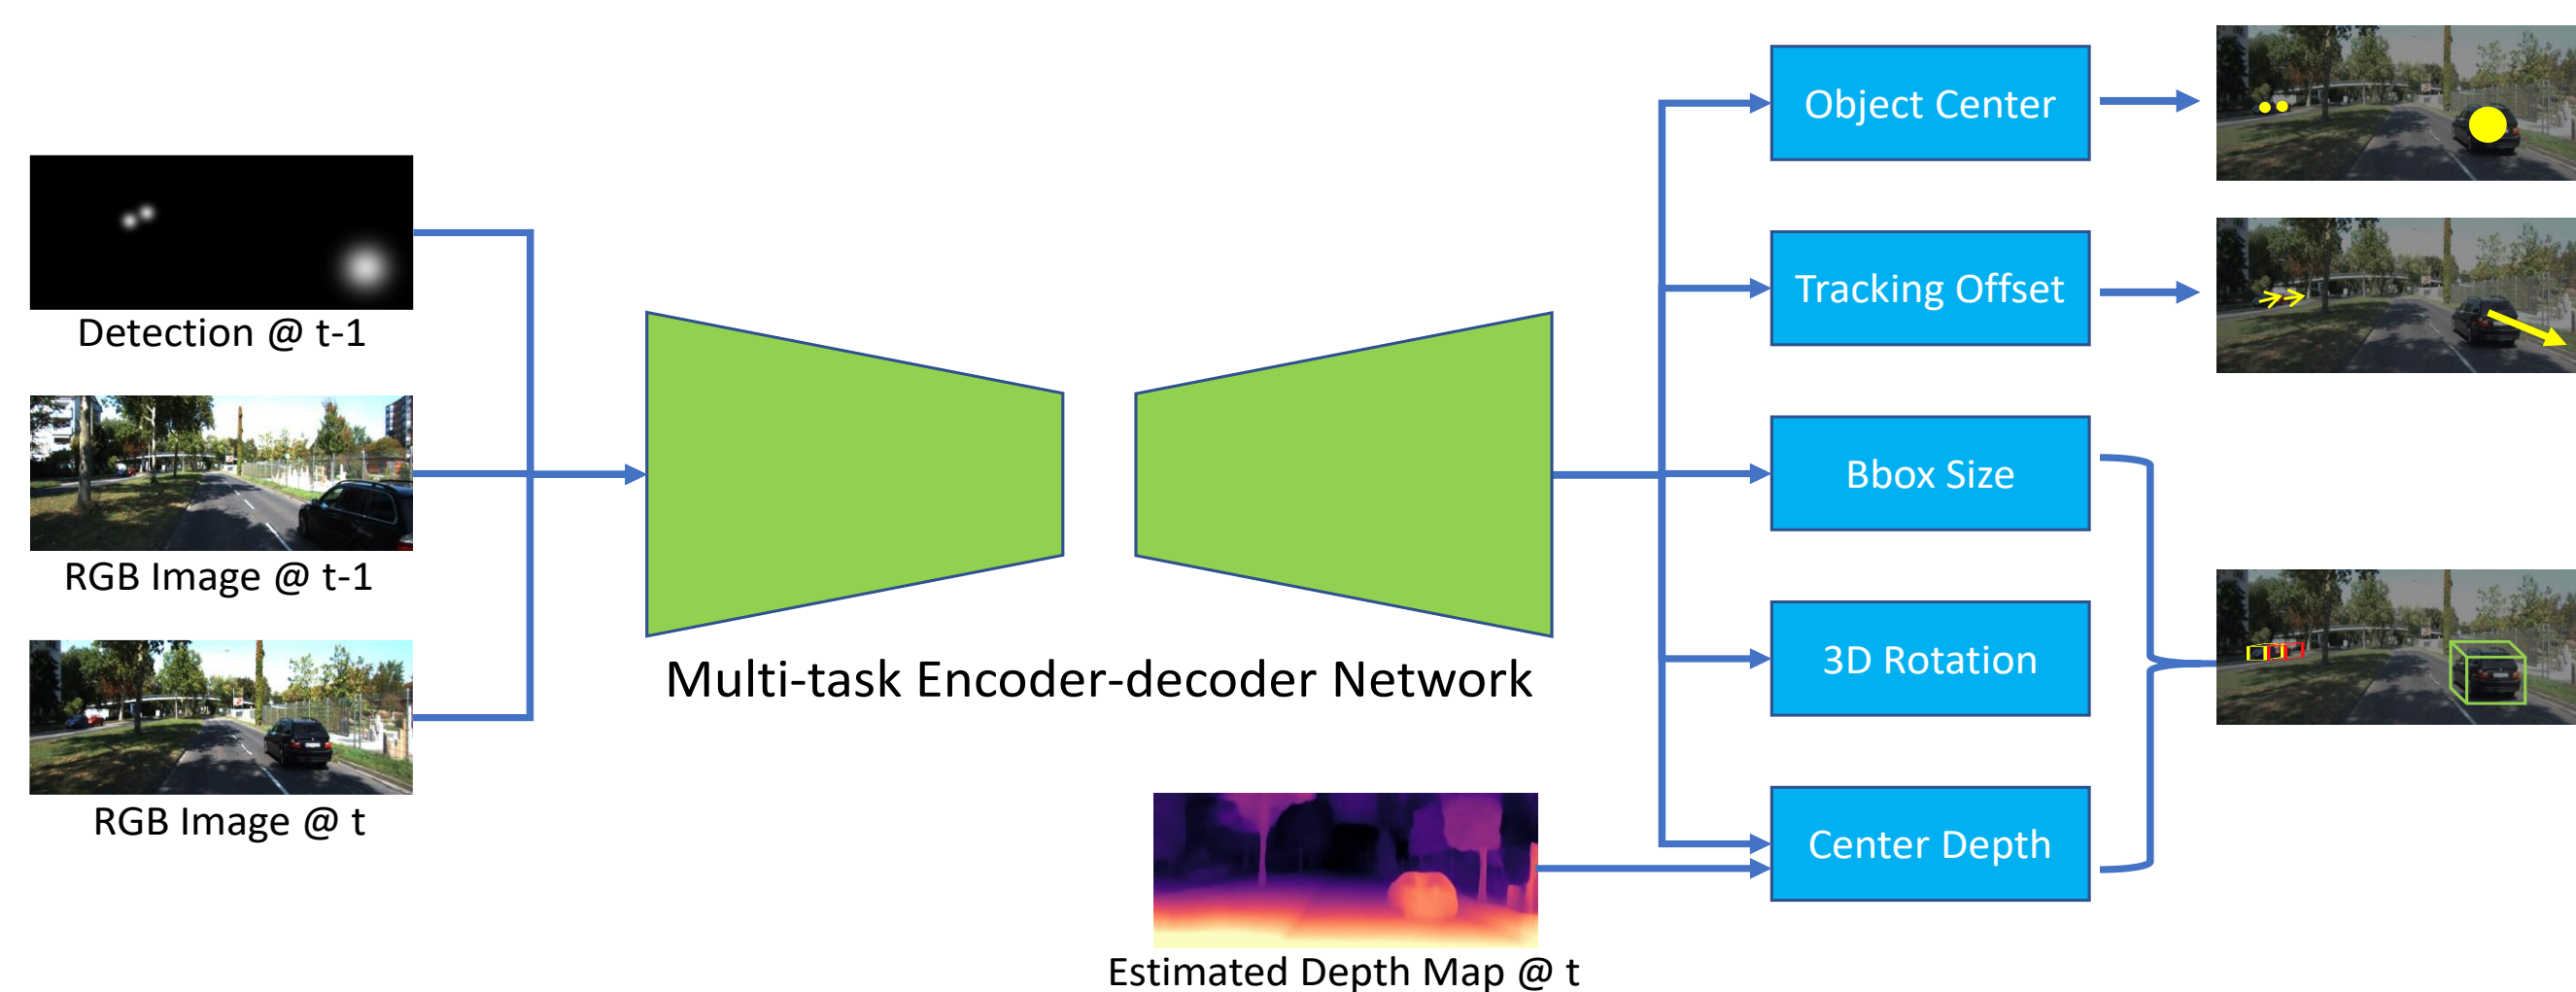 Detection @ t-1
RGB Image @ t-1
RGB Image @ t
Multi-task Encoder-decoder Network
Estimated Depth Map @ t
Object Center
Tracking Offset
Bbox Size
3D Rotation
Center Depth